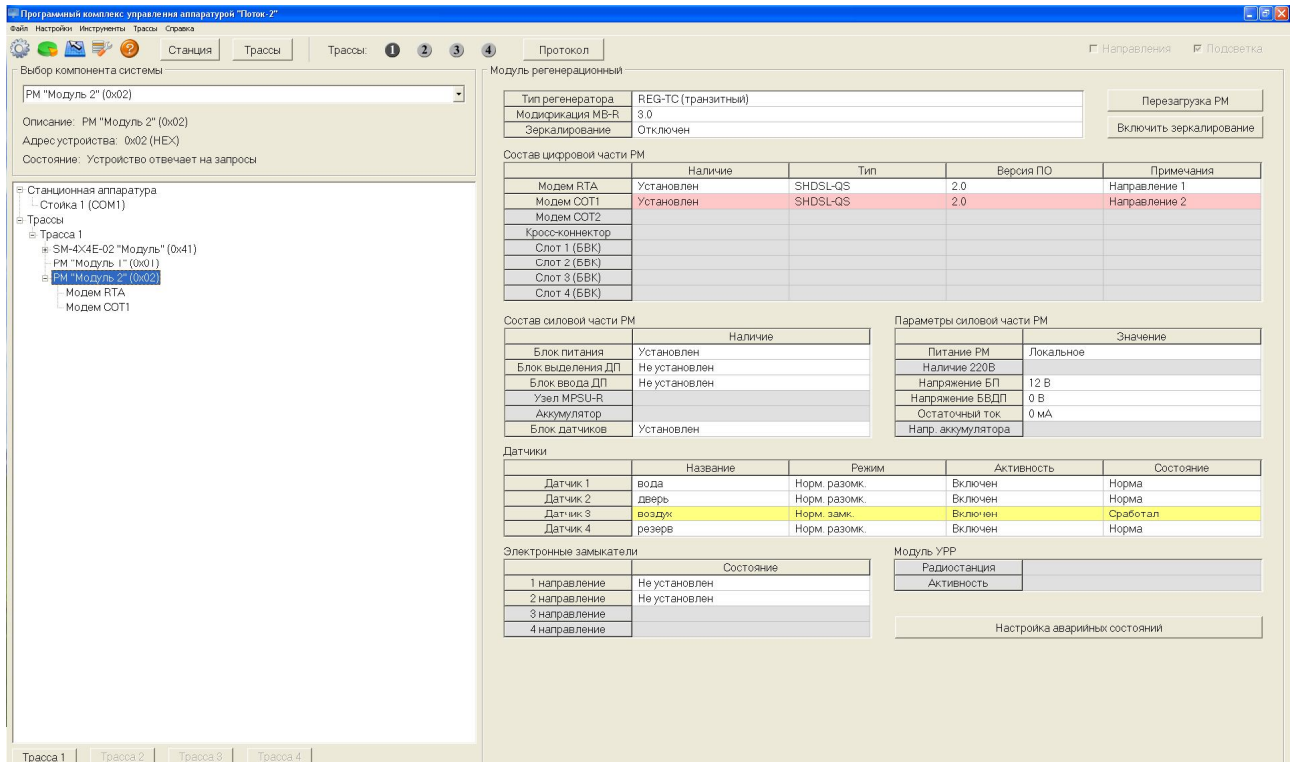 Программный комплекс управления аппаратурой "Поток-2"
Файл Настройки Инструменты Трассы Справка
Станция Трассы Трассы: 1 2 3 4 Протокол Направления Подсветка
Выбор компонента системы
РМ "Модуль 2" (0x02)
Описание: РМ "Модуль 2" (0x02)
Адрес устройства: 0x02 (HEX)
Состояние: Устройство отвечает на запросы
Станционная аппаратура
Стойка 1 (COM1)
Трассы
Трасса 1
SM-4X4E-02 "Модуль" (0x41)
РМ "Модуль 1" (0x01)
РМ "Модуль 2" (0x02)
Модем RTA
Модем COT1
Трасса 1 Трасса 2 Трасса 3 Трасса 4
Модуль регенерационный
Тип регенератора REG-TC (транзитный)
Модификация MB-R 3.0
Зеркалирование Отключен
Перезагрузка РМ
Включить зеркалирование
Состав цифровой части РМ
Наличие Тип Версия ПО Примечания
Модем RTA Установлен SHDSL-QS 2.0 Направление 1
Модем COT1 Установлен SHDSL-QS 2.0 Направление 2
Модем COT2
Кросс-коннектор
Слот 1 (БВК)
Слот 2 (БВК)
Слот 3 (БВК)
Слот 4 (БВК)
Состав силовой части РМ
Наличие
Блок питания Установлен
Блок выделения ДП Не установлен
Блок ввода ДП Не установлен
Узел MPSU-R
Аккумулятор
Блок датчиков Установлен
Параметры силовой части РМ
Значение
Питание РМ Локальное
Наличие 220В
Напряжение БП 12 В
Напряжение БВДП 0 В
Остаточный ток 0 мА
Напр. аккумулятора
Датчики
Название Режим Активность Состояние
Датчик 1 вода Норм. разомк. Включен Норма
Датчик 2 дверь Норм. разомк. Включен Норма
Датчик 3 воздух Норм. замк. Включен Сработал
Датчик 4 резерв Норм. разомк. Включен Норма
Электронные замыкатели
Состояние
1 направление Не установлен
2 направление Не установлен
3 направление
4 направление
Модуль УРР
Радиостанция
Активность
Настройка аварийных состояний